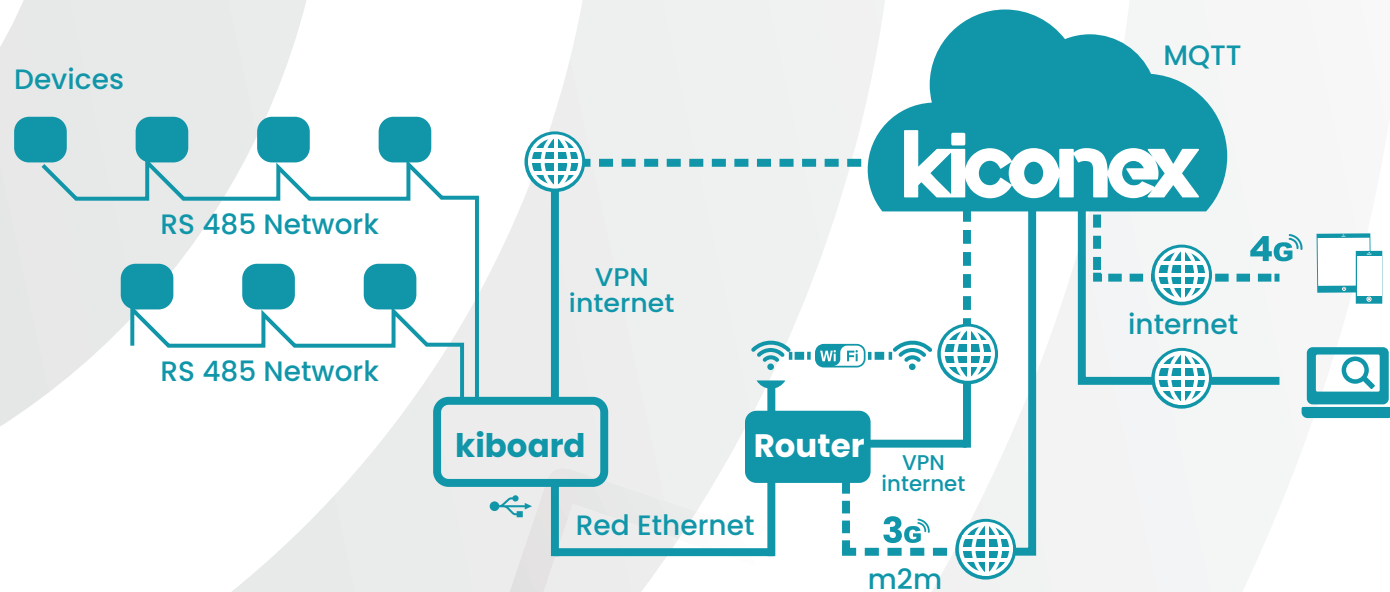 Devices
RS 485 Network
RS 485 Network
kiboard
VPN
internet
Red Ethernet
Wi Fi
Router
VPN
internet
3G
m2m
MQTT
kiconex
4G
internet